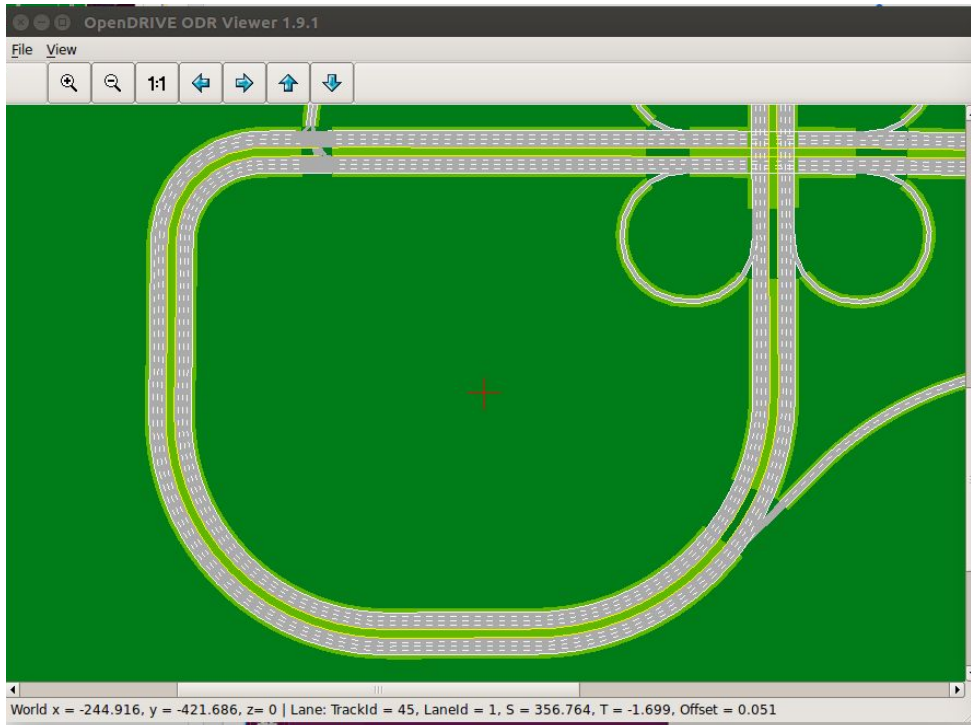 OpenDRIVE ODR Viewer 1.9.1
File View
1:1
World x = -244.916, y = -421.686, z= 0 | Lane: TrackId = 45, LaneId = 1, S = 356.764, T = -1.699, Offset = 0.051